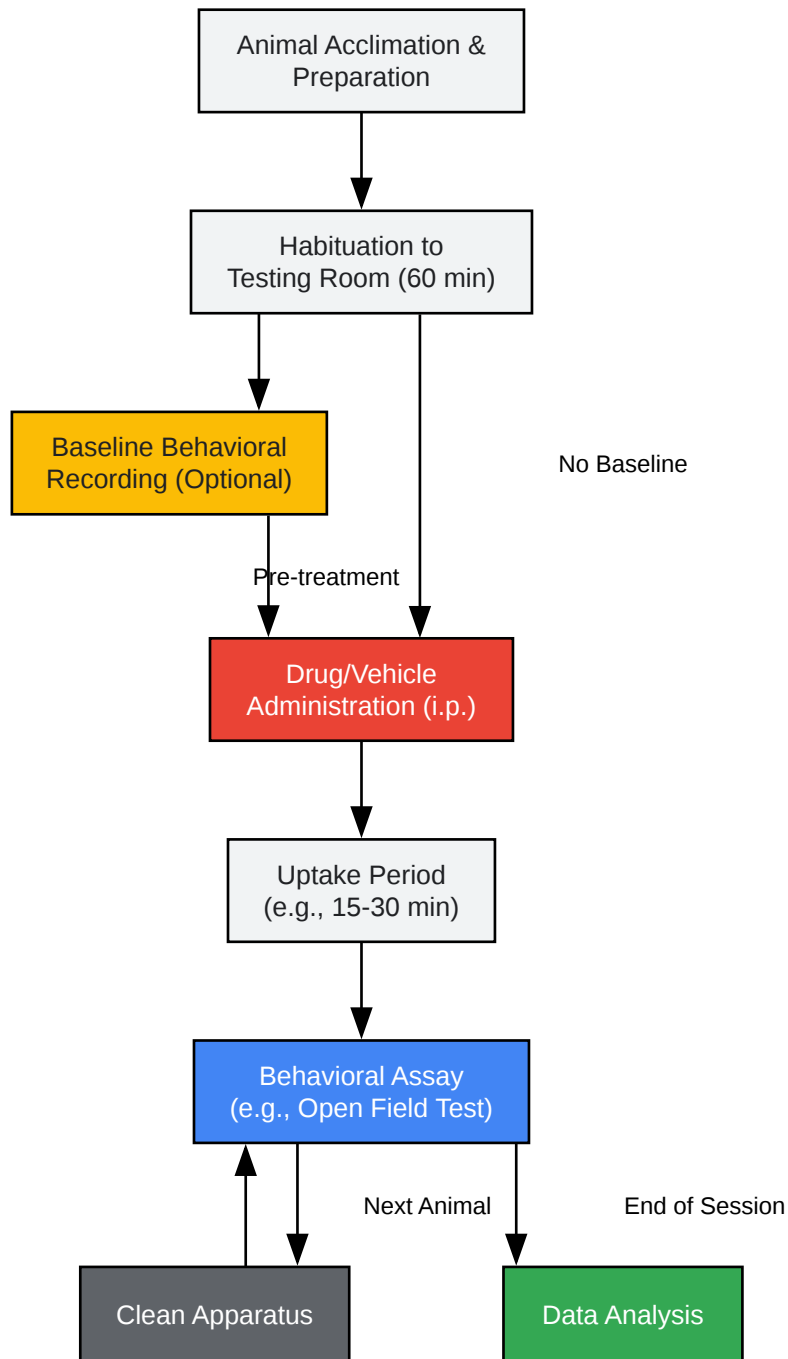 Animal Acclimation &
Preparation
Habituation to
Testing Room (60 min)
Baseline Behavioral
Recording (Optional)
No Baseline
Pre-treatment
Drug/Vehicle
Administration (i.p.)
Uptake Period
(e.g., 15-30 min)
Behavioral Assay
(e.g., Open Field Test)
Next Animal
End of Session
Clean Apparatus
Data Analysis